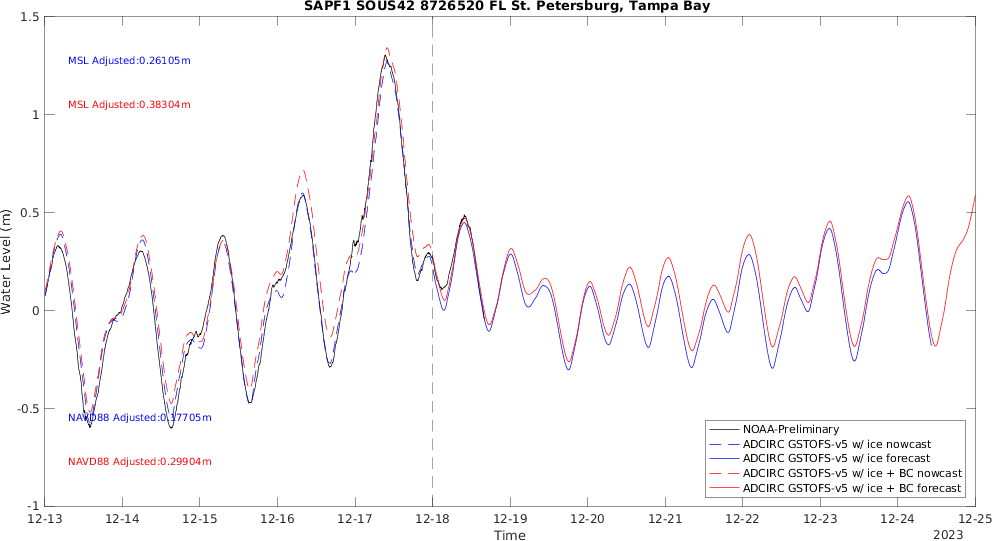 SAPF1 SOUS42 8726520 FL St. Petersburg, Tampa Bay
1.5
1
0.5
0
-0.5
-1
Water Level (m)
MSL Adjusted:0.26105m
MSL Adjusted:0.38304m
NAVD88 Adjusted:0.17705m
NAVD88 Adjusted:0.29904m
NOAA-Preliminary
ADCIRC GSTOFS-v5 w/ ice nowcast
ADCIRC GSTOFS-v5 w/ ice forecast
ADCIRC GSTOFS-v5 w/ ice + BC nowcast
ADCIRC GSTOFS-v5 w/ ice + BC forecast
12-13 12-14 12-15 12-16 12-17 12-18 12-19 12-20 12-21 12-22 12-23 12-24 12-25
Time
2023